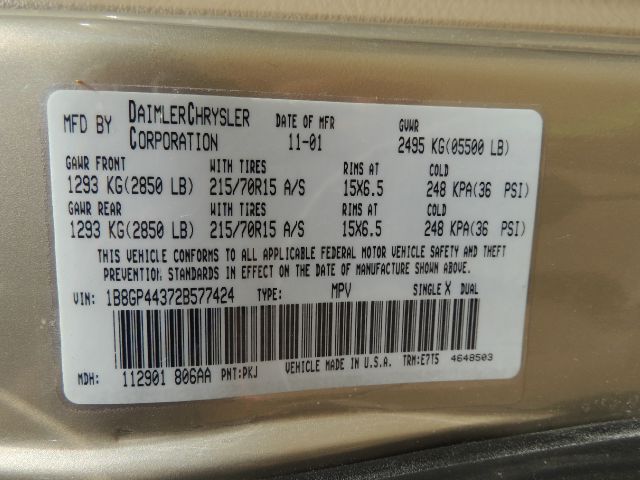 MFD BY DAIMLERCHRYSLER CORPORATION DATE OF MFR 11-01 GVWR 2495 KG(05500 LB)
GAWR FRONT WITH TIRES RIMS AT COLD
1293 KG(2850 LB) 215/70R15 A/S 15X6.5 248 KPA(36 PSI)
GAWR REAR WITH TIRES RIMS AT COLD
1293 KG(2850 LB) 215/70R15 A/S 15X6.5 248 KPA(36 PSI)
THIS VEHICLE CONFORMS TO ALL APPLICABLE FEDERAL MOTOR VEHICLE SAFETY AND THEFT
PREVENTION STANDARDS IN EFFECT ON THE DATE OF MANUFACTURE SHOWN ABOVE.
VIN: 1B8GP44372B577424 TYPE: MPV SINGLE X DUAL
MDH: 112901 806AA PNT:PKJ VEHICLE MADE IN U.S.A. TRM:E7T5 4648503